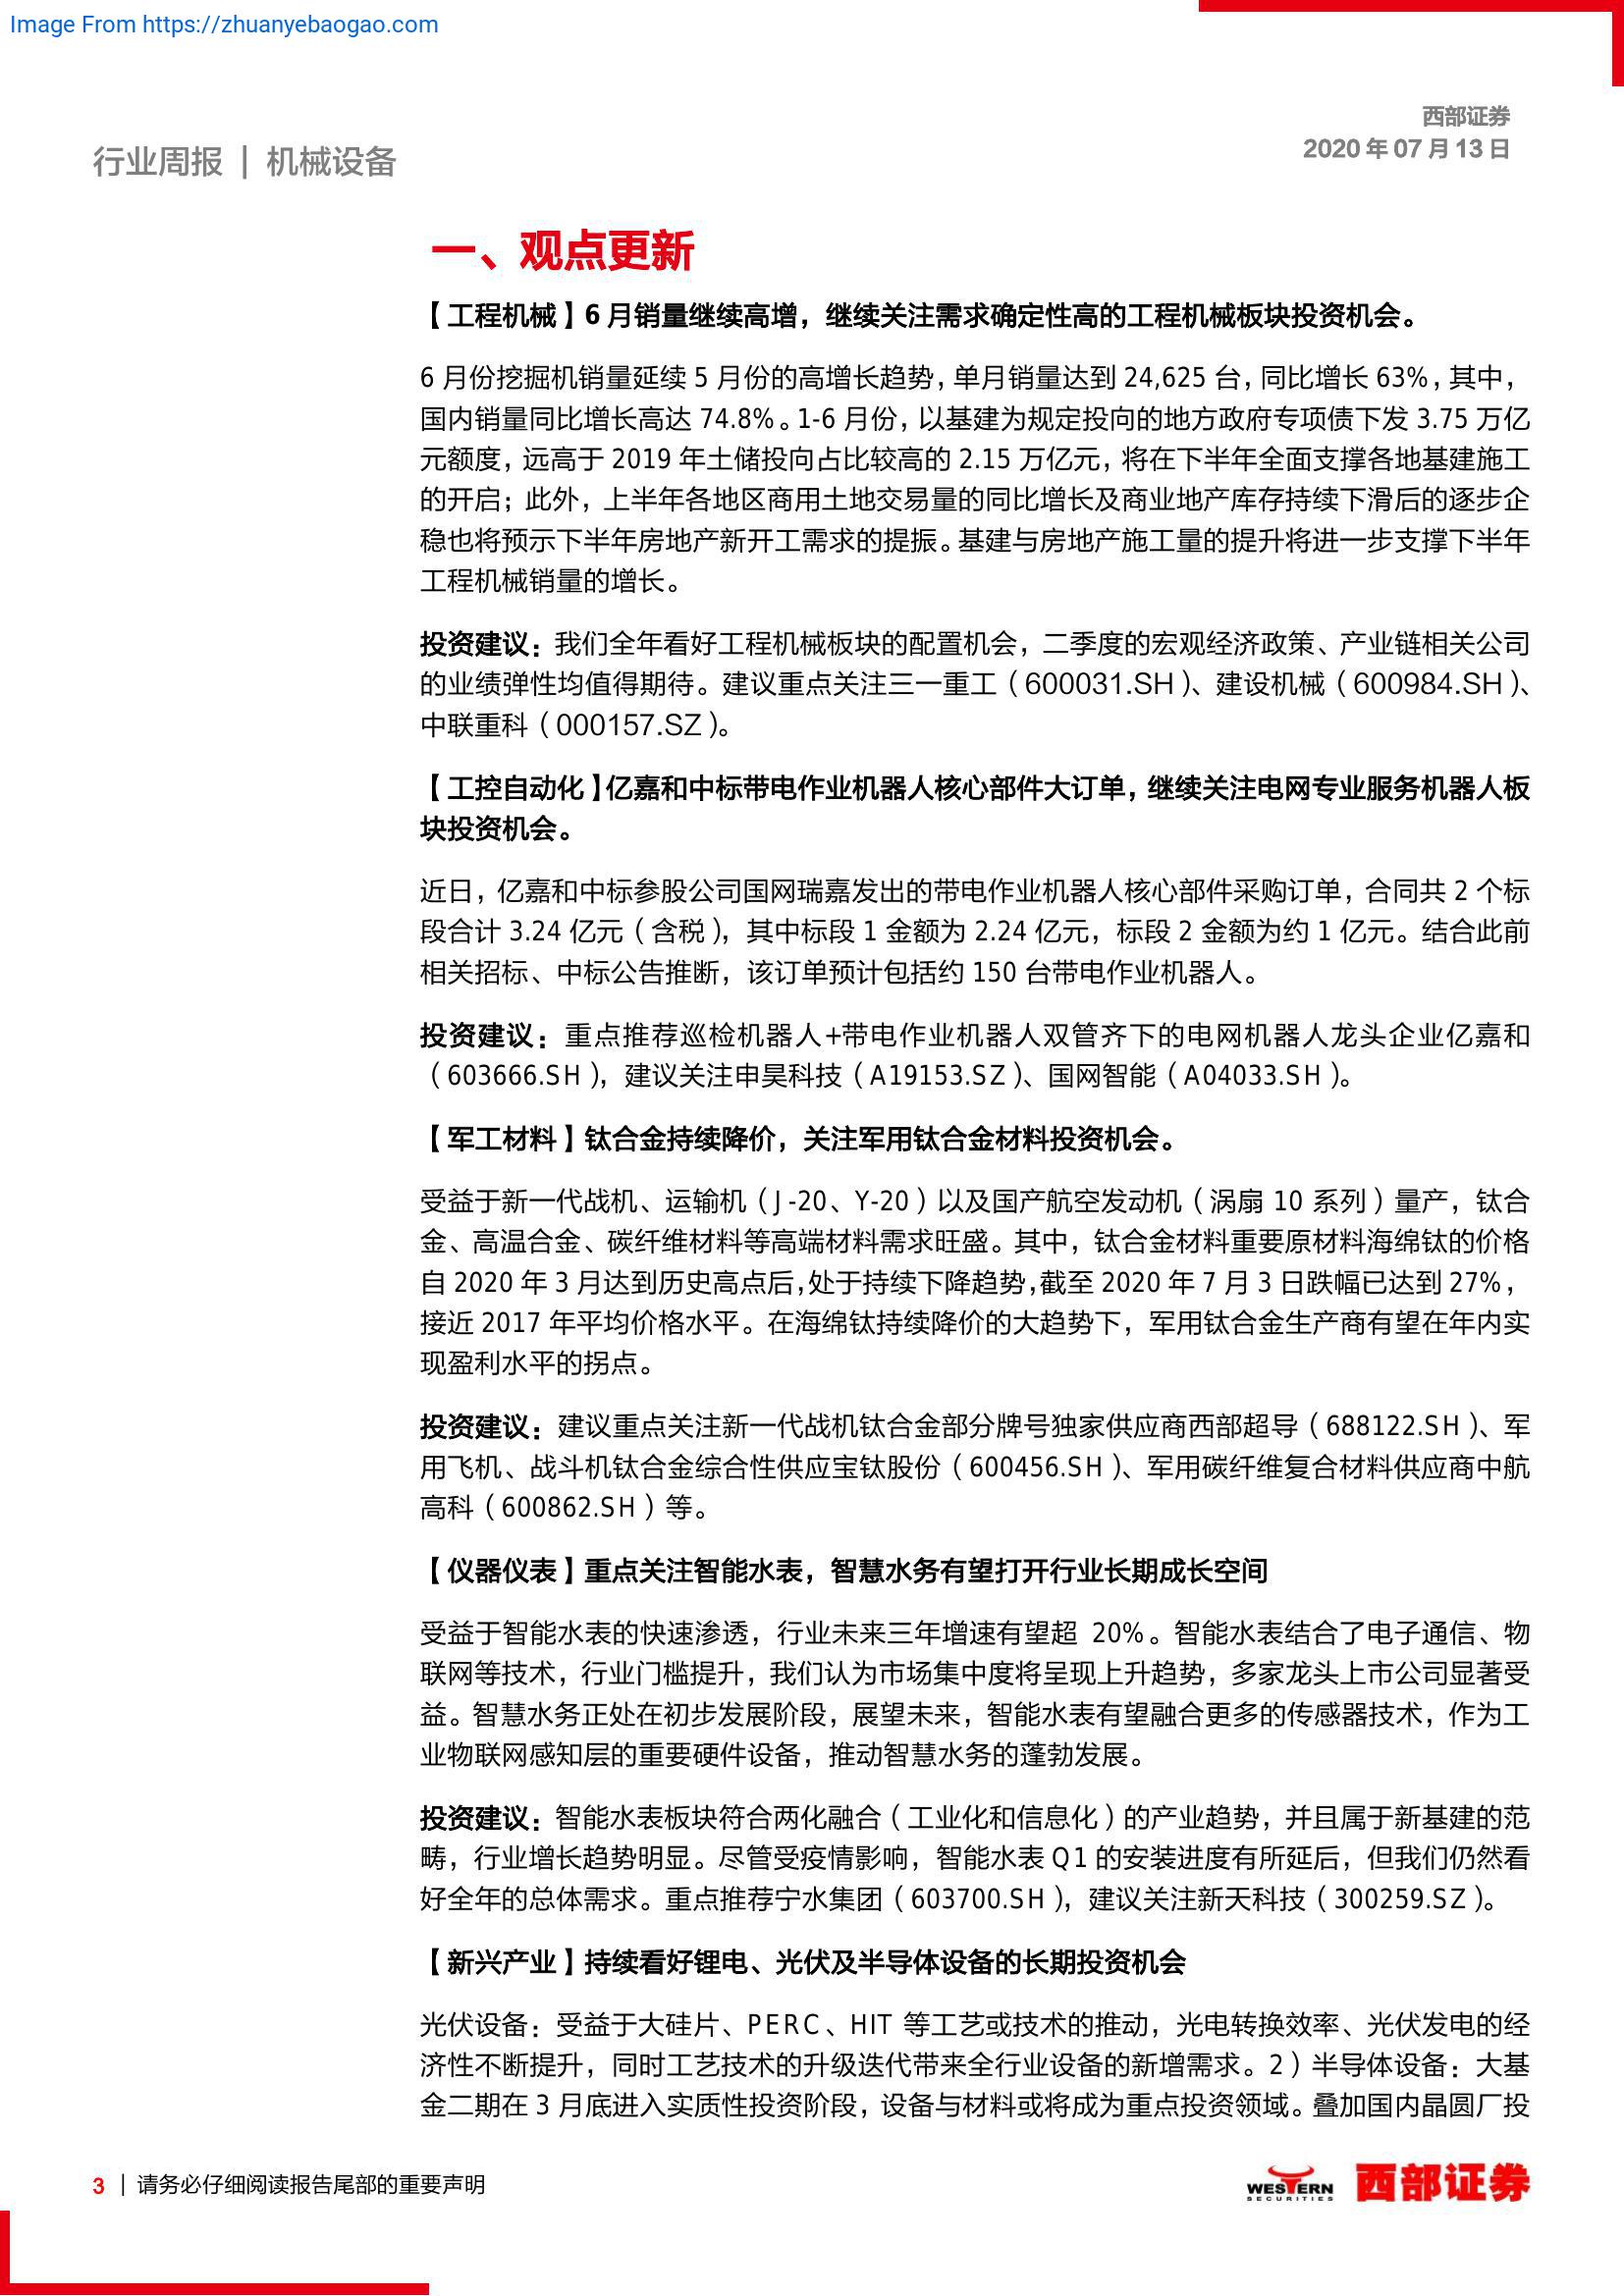 Image From https://zhuanyebaogao.com
西部证券
2020 年 07 月 13 日
行业周报 | 机械设备
一、观点更新
【工程机械】6 月销量继续高增，继续关注需求确定性高的工程机械板块投资机会。
6 月份挖掘机销量延续 5 月份的高增长趋势，单月销量达到 24,625 台，同比增长 63%，其中，
国内销量同比增长高达 74.8%。1-6 月份，以基建为规定投向的地方政府专项债下发 3.75 万亿
元额度，远高于 2019 年土储投向占比较高的 2.15 万亿元，将在下半年全面支撑各地基建施工
的开启；此外，上半年各地区商用土地交易量的同比增长及商业地产库存持续下滑后的逐步企
稳也将预示下半年房地产新开工需求的提振。基建与房地产施工量的提升将进一步支撑下半年
工程机械销量的增长。
投资建议：我们全年看好工程机械板块的配置机会，二季度的宏观经济政策、产业链相关公司
的业绩弹性均值得期待。建议重点关注三一重工（600031.SH）、建设机械（600984.SH）、
中联重科（000157.SZ）。
【工控自动化】亿嘉和中标带电作业机器人核心部件大订单，继续关注电网专业服务机器人板
块投资机会。
近日，亿嘉和中标参股公司国网瑞嘉发出的带电作业机器人核心部件采购订单，合同共 2 个标
段合计 3.24 亿元（含税），其中标段 1 金额为 2.24 亿元，标段 2 金额为约 1 亿元。结合此前
相关招标、中标公告推断，该订单预计包括约 150 台带电作业机器人。
投资建议：重点推荐巡检机器人+带电作业机器人双管齐下的电网机器人龙头企业亿嘉和
（603666.SH），建议关注申昊科技（A19153.SZ）、国网智能（A04033.SH）。
【军工材料】钛合金持续降价，关注军用钛合金材料投资机会。
受益于新一代战机、运输机（J-20、Y-20）以及国产航空发动机（涡扇 10 系列）量产，钛合
金、高温合金、碳纤维材料等高端材料需求旺盛。其中，钛合金材料重要原材料海绵钛的价格
自 2020 年 3 月达到历史高点后，处于持续下降趋势，截至 2020 年 7 月 3 日跌幅已达到 27%，
接近 2017 年平均价格水平。在海绵钛持续降价的大趋势下，军用钛合金生产商有望在年内实
现盈利水平的拐点。
投资建议：建议重点关注新一代战机钛合金部分牌号独家供应商西部超导（688122.SH）、军
用飞机、战斗机钛合金综合性供应宝钛股份（600456.SH）、军用碳纤维复合材料供应商中航
高科（600862.SH）等。
【仪器仪表】重点关注智能水表，智慧水务有望打开行业长期成长空间
受益于智能水表的快速渗透，行业未来三年增速有望超 20%。智能水表结合了电子通信、物
联网等技术，行业门槛提升，我们认为市场集中度将呈现上升趋势，多家龙头上市公司显著受
益。智慧水务正处在初步发展阶段，展望未来，智能水表有望融合更多的传感器技术，作为工
业物联网感知层的重要硬件设备，推动智慧水务的蓬勃发展。
投资建议：智能水表板块符合两化融合（工业化和信息化）的产业趋势，并且属于新基建的范
畴，行业增长趋势明显。尽管受疫情影响，智能水表 Q1 的安装进度有所延后，但我们仍然看
好全年的总体需求。重点推荐宁水集团（603700.SH），建议关注新天科技（300259.SZ）。
【新兴产业】持续看好锂电、光伏及半导体设备的长期投资机会
光伏设备：受益于大硅片、PERC、HIT 等工艺或技术的推动，光电转换效率、光伏发电的经
济性不断提升，同时工艺技术的升级迭代带来全行业设备的新增需求。2）半导体设备：大基
金二期在 3 月底进入实质性投资阶段，设备与材料或将成为重点投资领域。叠加国内晶圆厂投
3 | 请务必仔细阅读报告尾部的重要声明
WESTERN
SECURITIES
西部证券